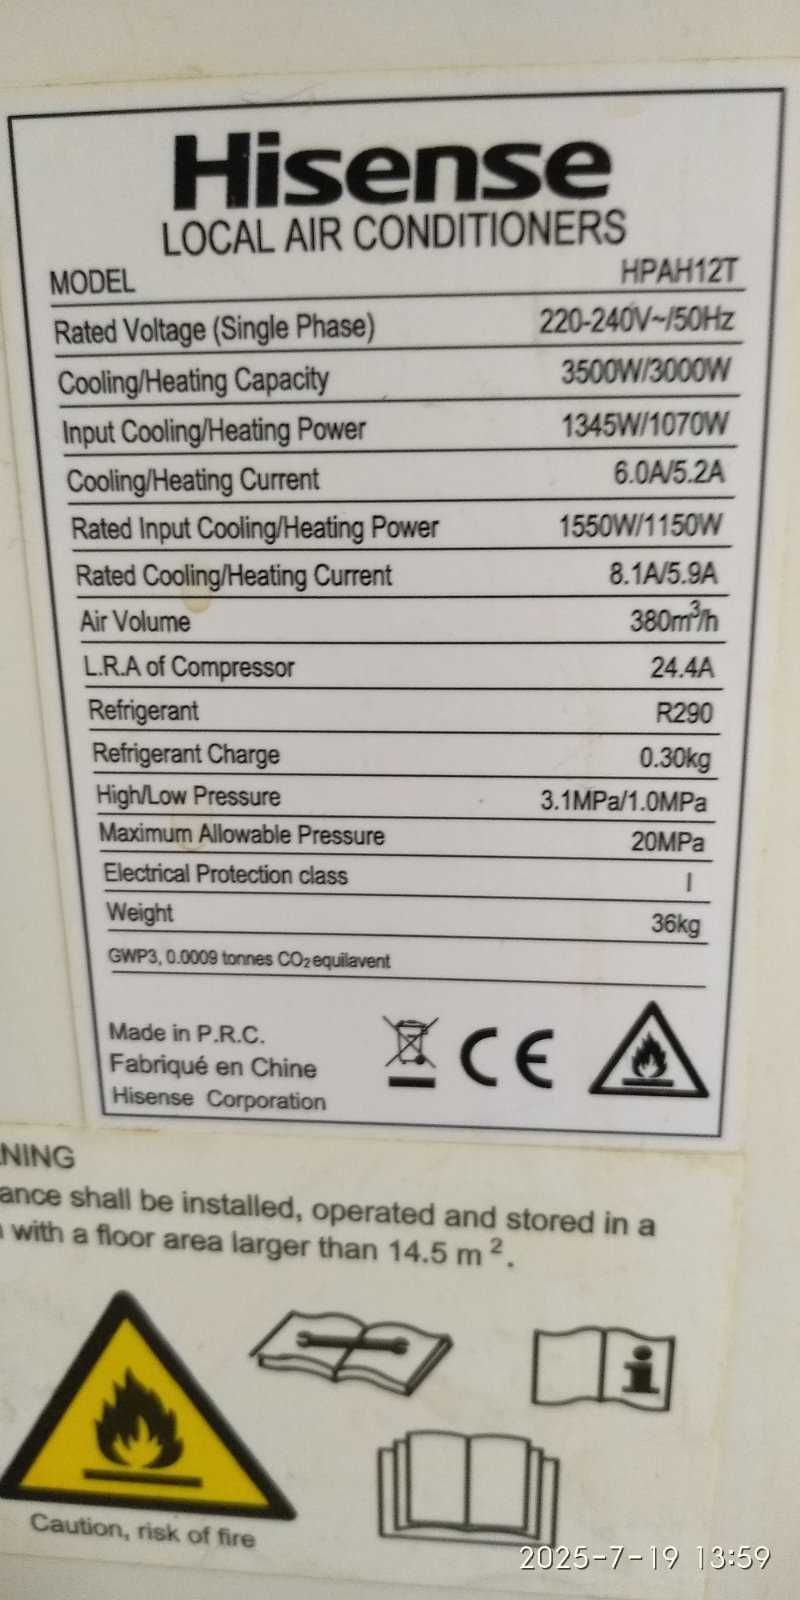 Hisense
LOCAL AIR CONDITIONERS
MODEL HPAH12T
Rated Voltage (Single Phase) 220-240V~/50Hz
Cooling/Heating Capacity 3500W/3000W
Input Cooling/Heating Power 1345W/1070W
Cooling/Heating Current 6.0A/5.2A
Rated Input Cooling/Heating Power 1550W/1150W
Rated Cooling/Heating Current 8.1A/5.9A
Air Volume 380m³/h
L.R.A of Compressor 24.4A
Refrigerant R290
Refrigerant Charge 0.30kg
High/Low Pressure 3.1MPa/1.0MPa
Maximum Allowable Pressure 20MPa
Electrical Protection class I
Weight 36kg
GWP3, 0.0009 tonnes CO₂ equilavent
Made in P.R.C.
Fabriqué en Chine
Hisense Corporation
CE
NING
ance shall be installed, operated and stored in a
with a floor area larger than 14.5 m ².
Caution, risk of fire
2025-7-19 13:59